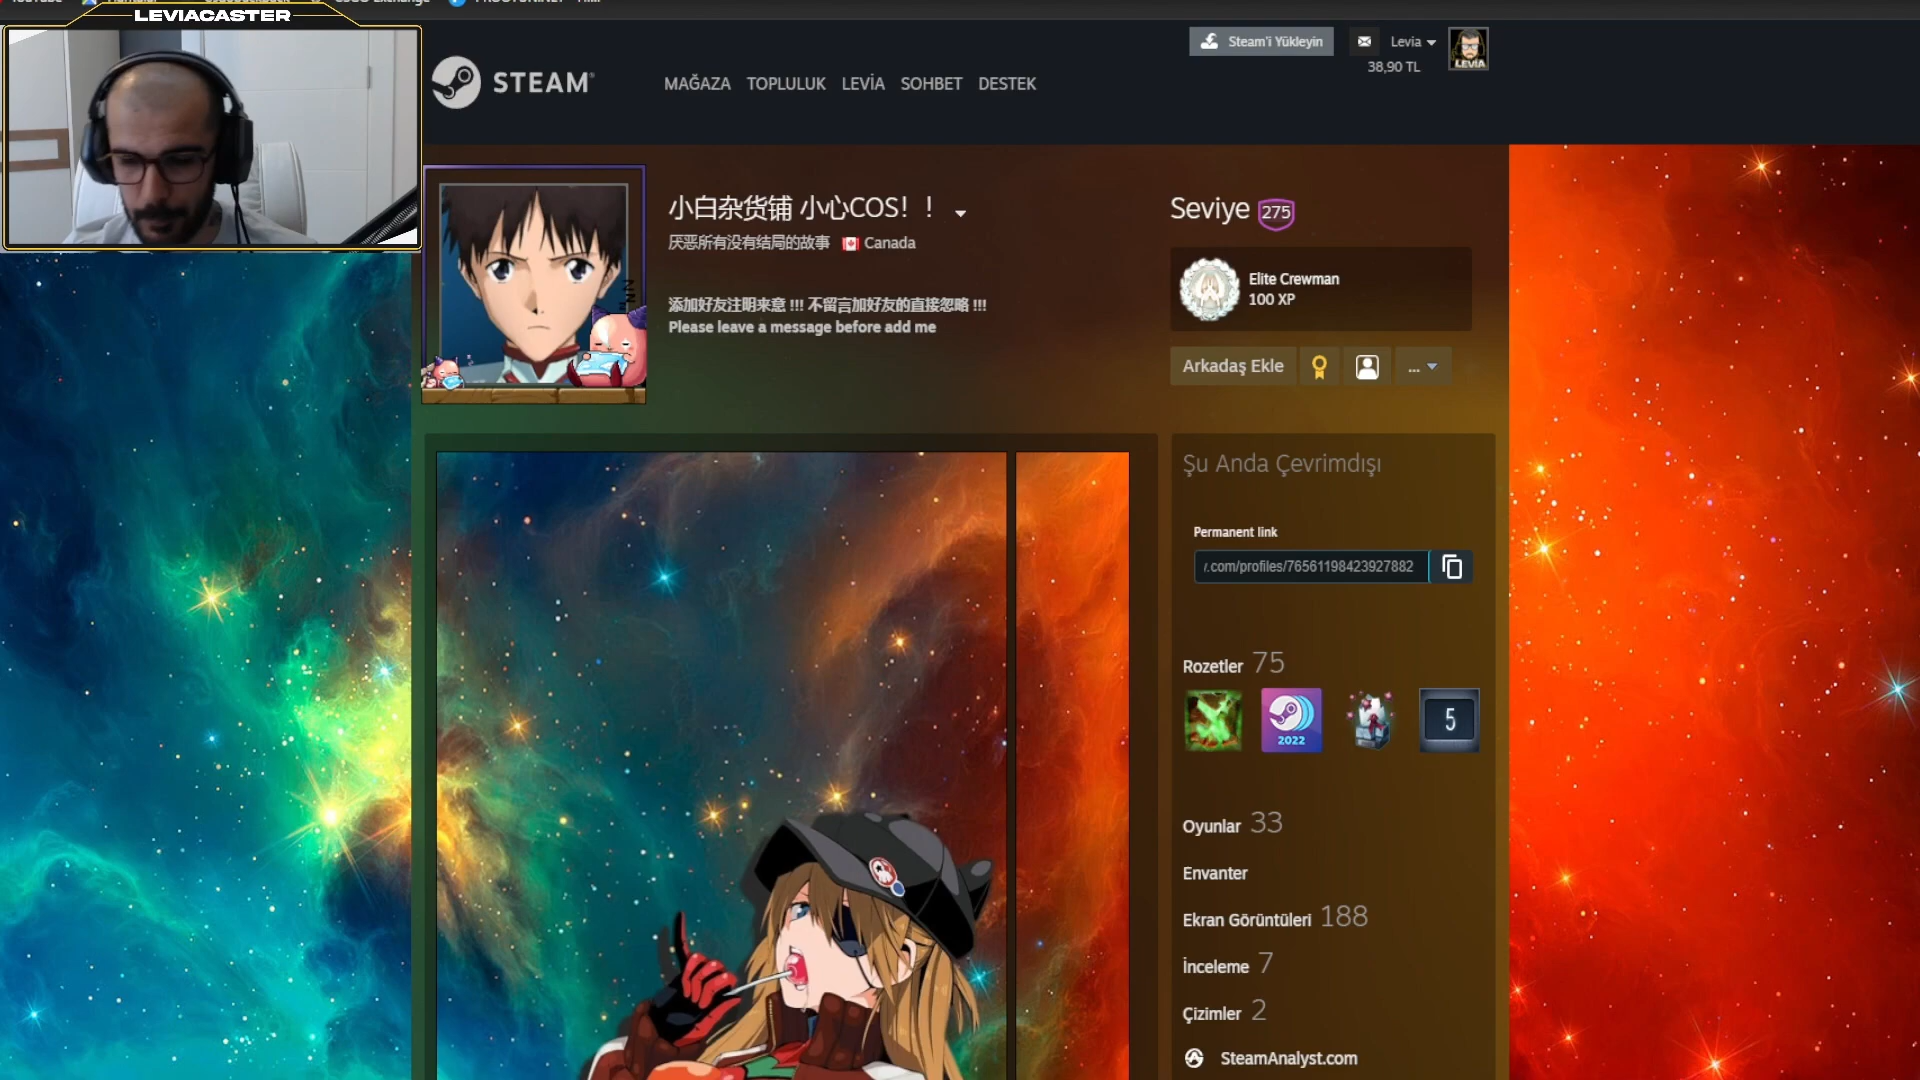 LEVIACASTER
STEAM
MAĞAZA TOPLULUK LEVİA SOHBET DESTEK
Steam'i Yükleyin
Levia
38,90 TL
LEVIA
小白杂货铺 小心COS！！
厌恶所有没有结局的故事 Canada
添加好友注明来意 !!! 不留言加好友的直接忽略 !!!
Please leave a message before add me
Seviye 275
Elite Crewman
100 XP
Arkadaş Ekle
...
Şu Anda Çevrimdışı
Permanent link
.com/profiles/76561198423927882
Rozetler 75
2022
5
Oyunlar 33
Envanter
Ekran Görüntüleri 188
İnceleme 7
Çizimler 2
SteamAnalyst.com